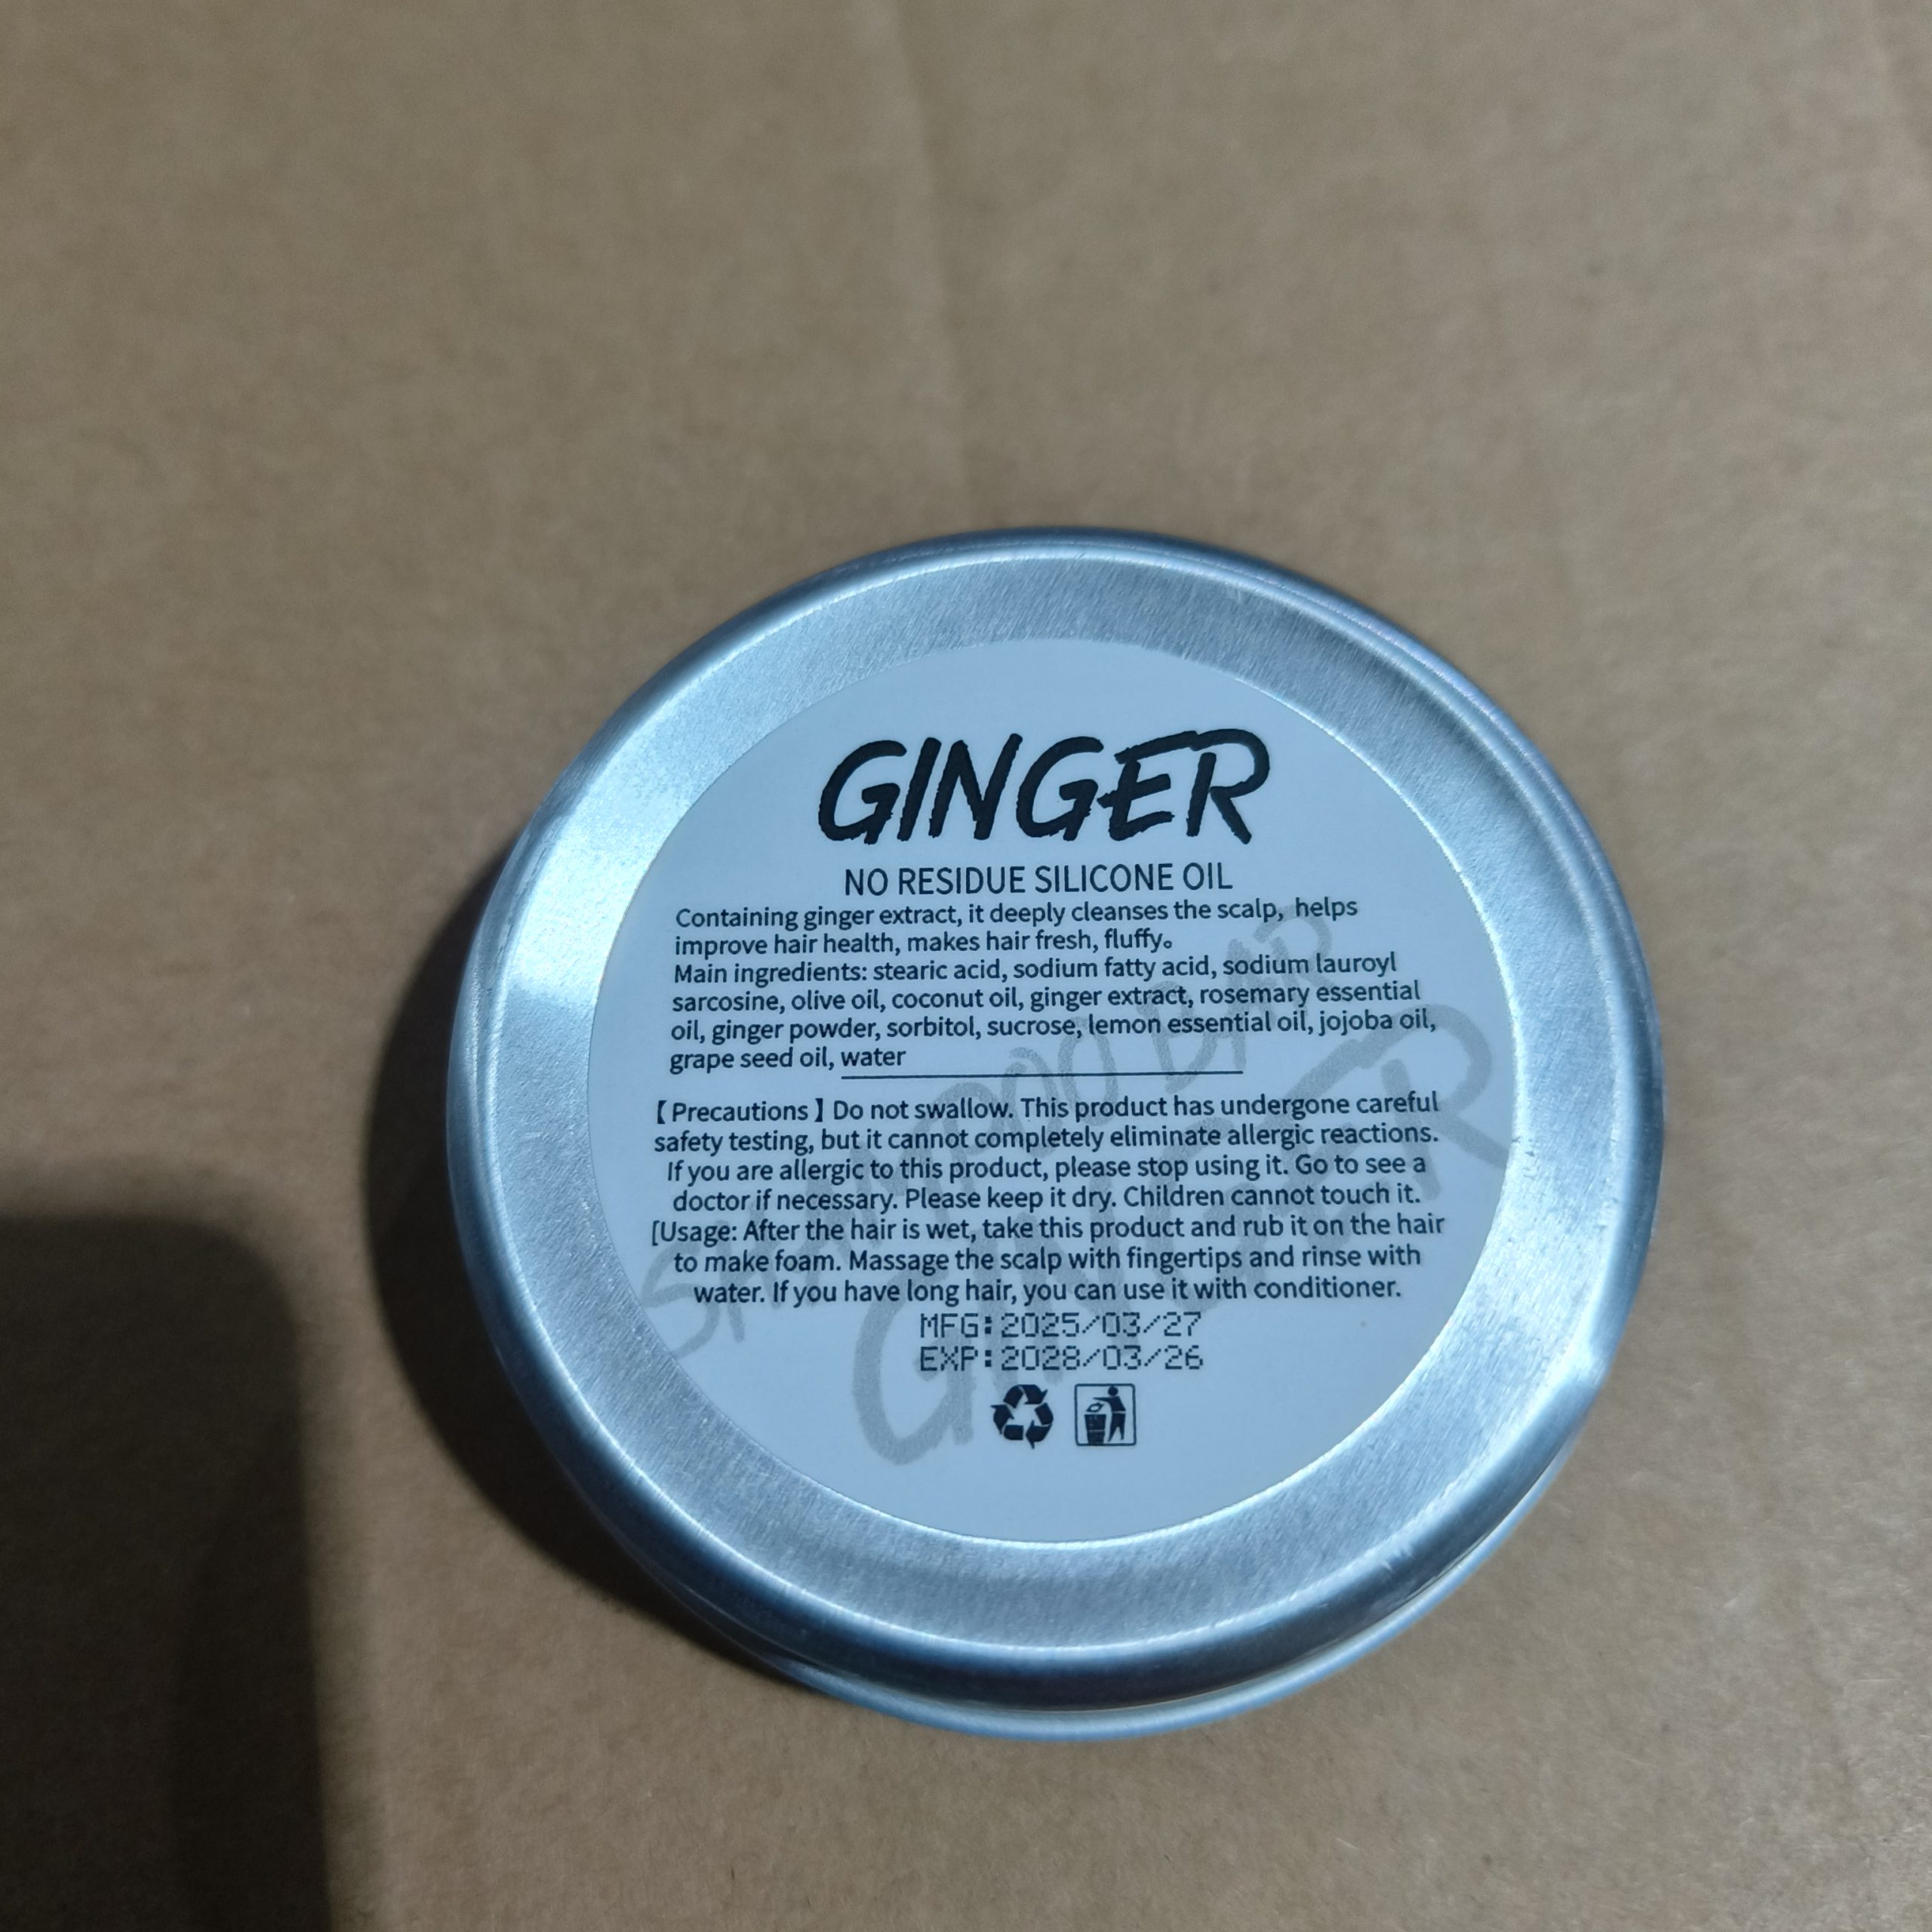 GINGER
NO RESIDUE SILICONE OIL
Containing ginger extract, it deeply cleanses the scalp, helps
improve hair health, makes hair fresh, fluffy。
Main ingredients: stearic acid, sodium fatty acid, sodium lauroyl
sarcosine, olive oil, coconut oil, ginger extract, rosemary essential
oil, ginger powder, sorbitol, sucrose, lemon essential oil, jojoba oil,
grape seed oil, water
【Precautions】Do not swallow. This product has undergone careful
safety testing, but it cannot completely eliminate allergic reactions.
If you are allergic to this product, please stop using it. Go to see a
doctor if necessary. Please keep it dry. Children cannot touch it.
[Usage: After the hair is wet, take this product and rub it on the hair
to make foam. Massage the scalp with fingertips and rinse with
water. If you have long hair, you can use it with conditioner.
MFG:2025/03/27
EXP:2028/03/26
SHAMPOO BAR
GINGER